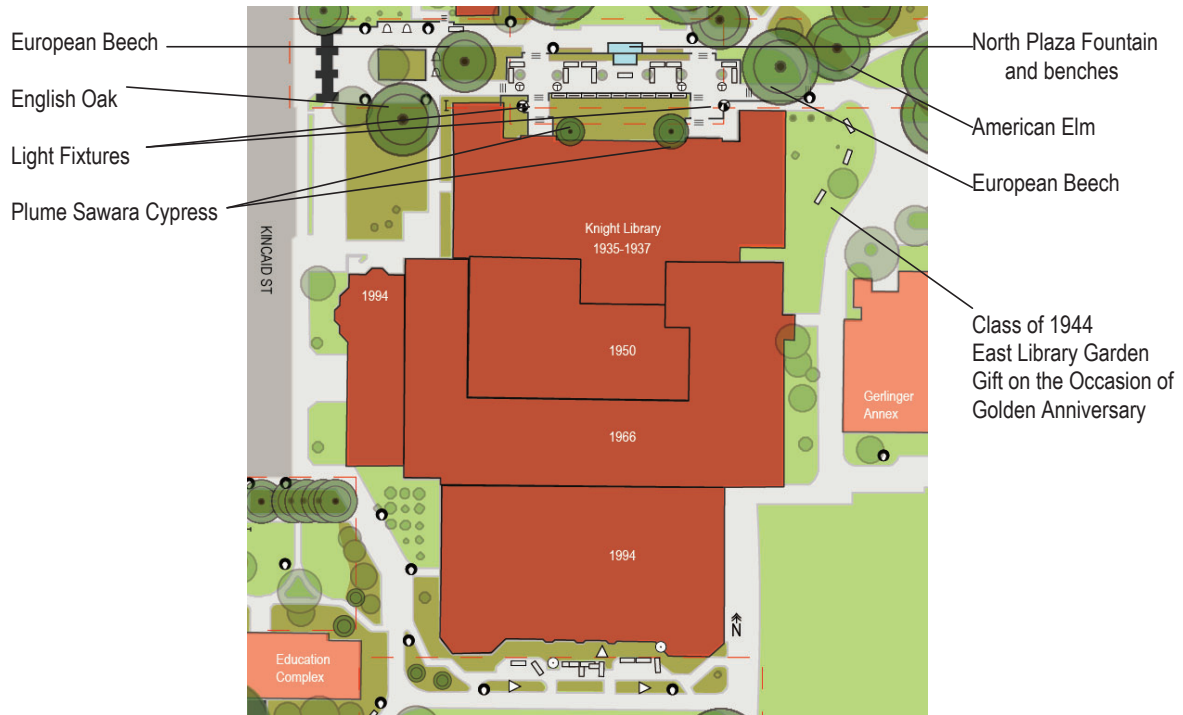 European Beech
English Oak
Light Fixtures
Plume Sawara Cypress
North Plaza Fountain
and benches
American Elm
European Beech
Class of 1944
East Library Garden
Gift on the Occasion of
Golden Anniversary
KINCAID ST
Knight Library
1935-1937
1994
1950
1966
1994
Gerlinger
Annex
Education
Complex
N